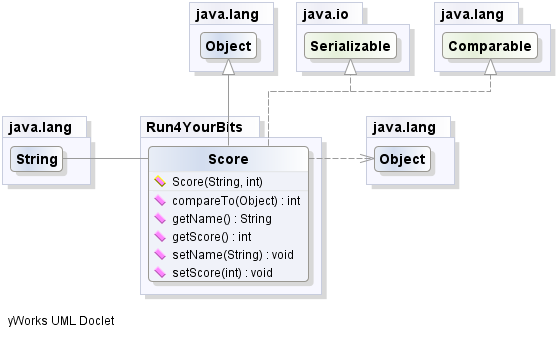 java.lang
Object
java.io
Serializable
java.lang
Comparable
java.lang
String
Run4YourBits
Score
Score(String, int)
compareTo(Object) : int
getName() : String
getScore() : int
setName(String) : void
setScore(int) : void
java.lang
Object
yWorks UML Doclet